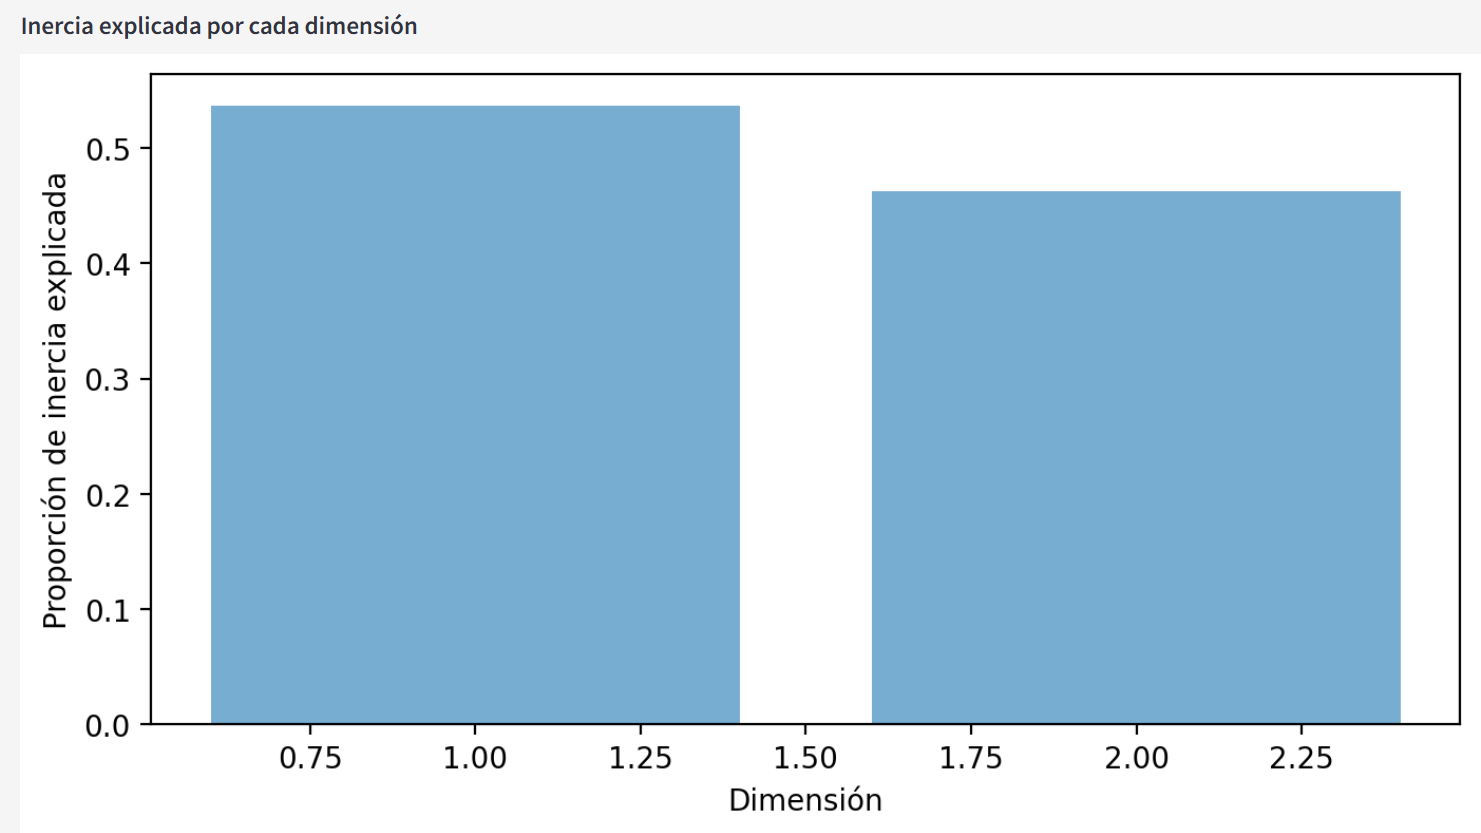 Inercia explicada por cada dimensión
Proporción de inercia explicada
0.5
0.4
0.3
0.2
0.1
0.0
0.75 1.00 1.25 1.50 1.75 2.00 2.25
Dimensión